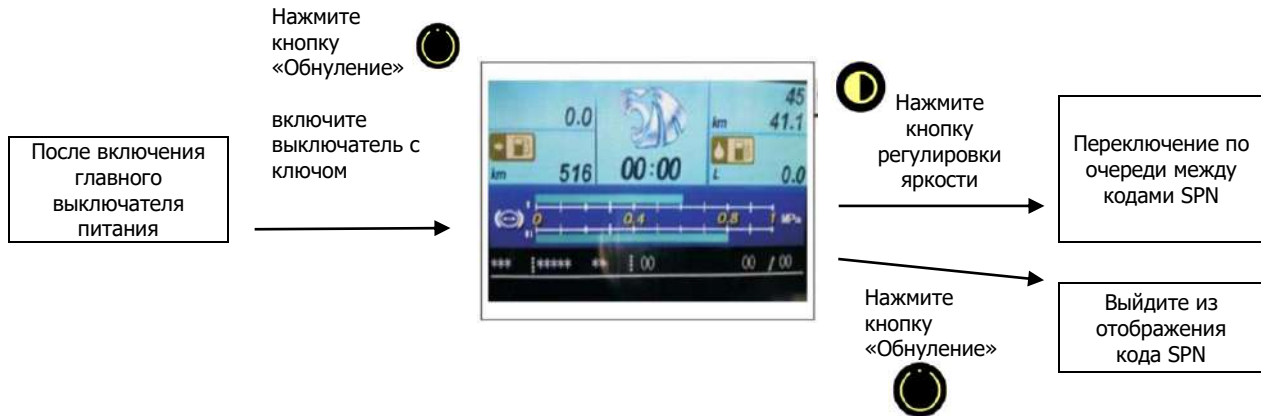 После включения
главного
выключателя
питания
Нажмите
кнопку
«Обнуление»
включите
выключатель с
ключом
0.0
km 516
00:00
45
km 41.1
L 0.0
0 0.4 0.8 1 MPa
*** ***** ** 00 00 / 00
Нажмите
кнопку
регулировки
яркости
Переключение по
очереди между
кодами SPN
Нажмите
кнопку
«Обнуление»
Выйдите из
отображения
кода SPN